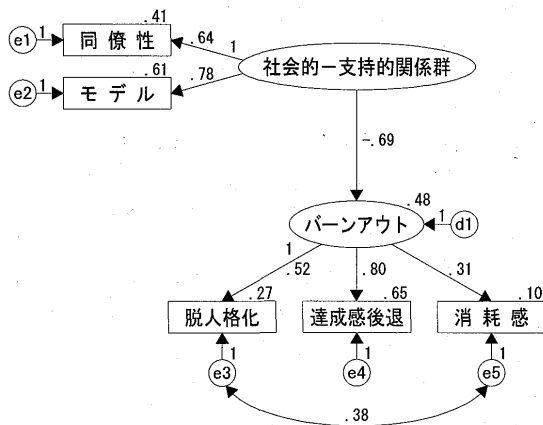 .41
e1 1 同僚性 .64 1
.61
e2 1 モデル .78
社会的－支持的関係群
-.69
.48
バーンアウト 1 d1
1
.52 .80 .31
.27 .65 .10
脱人格化 達成感後退 消耗感
1 1 1
e3 e4 e5
.38